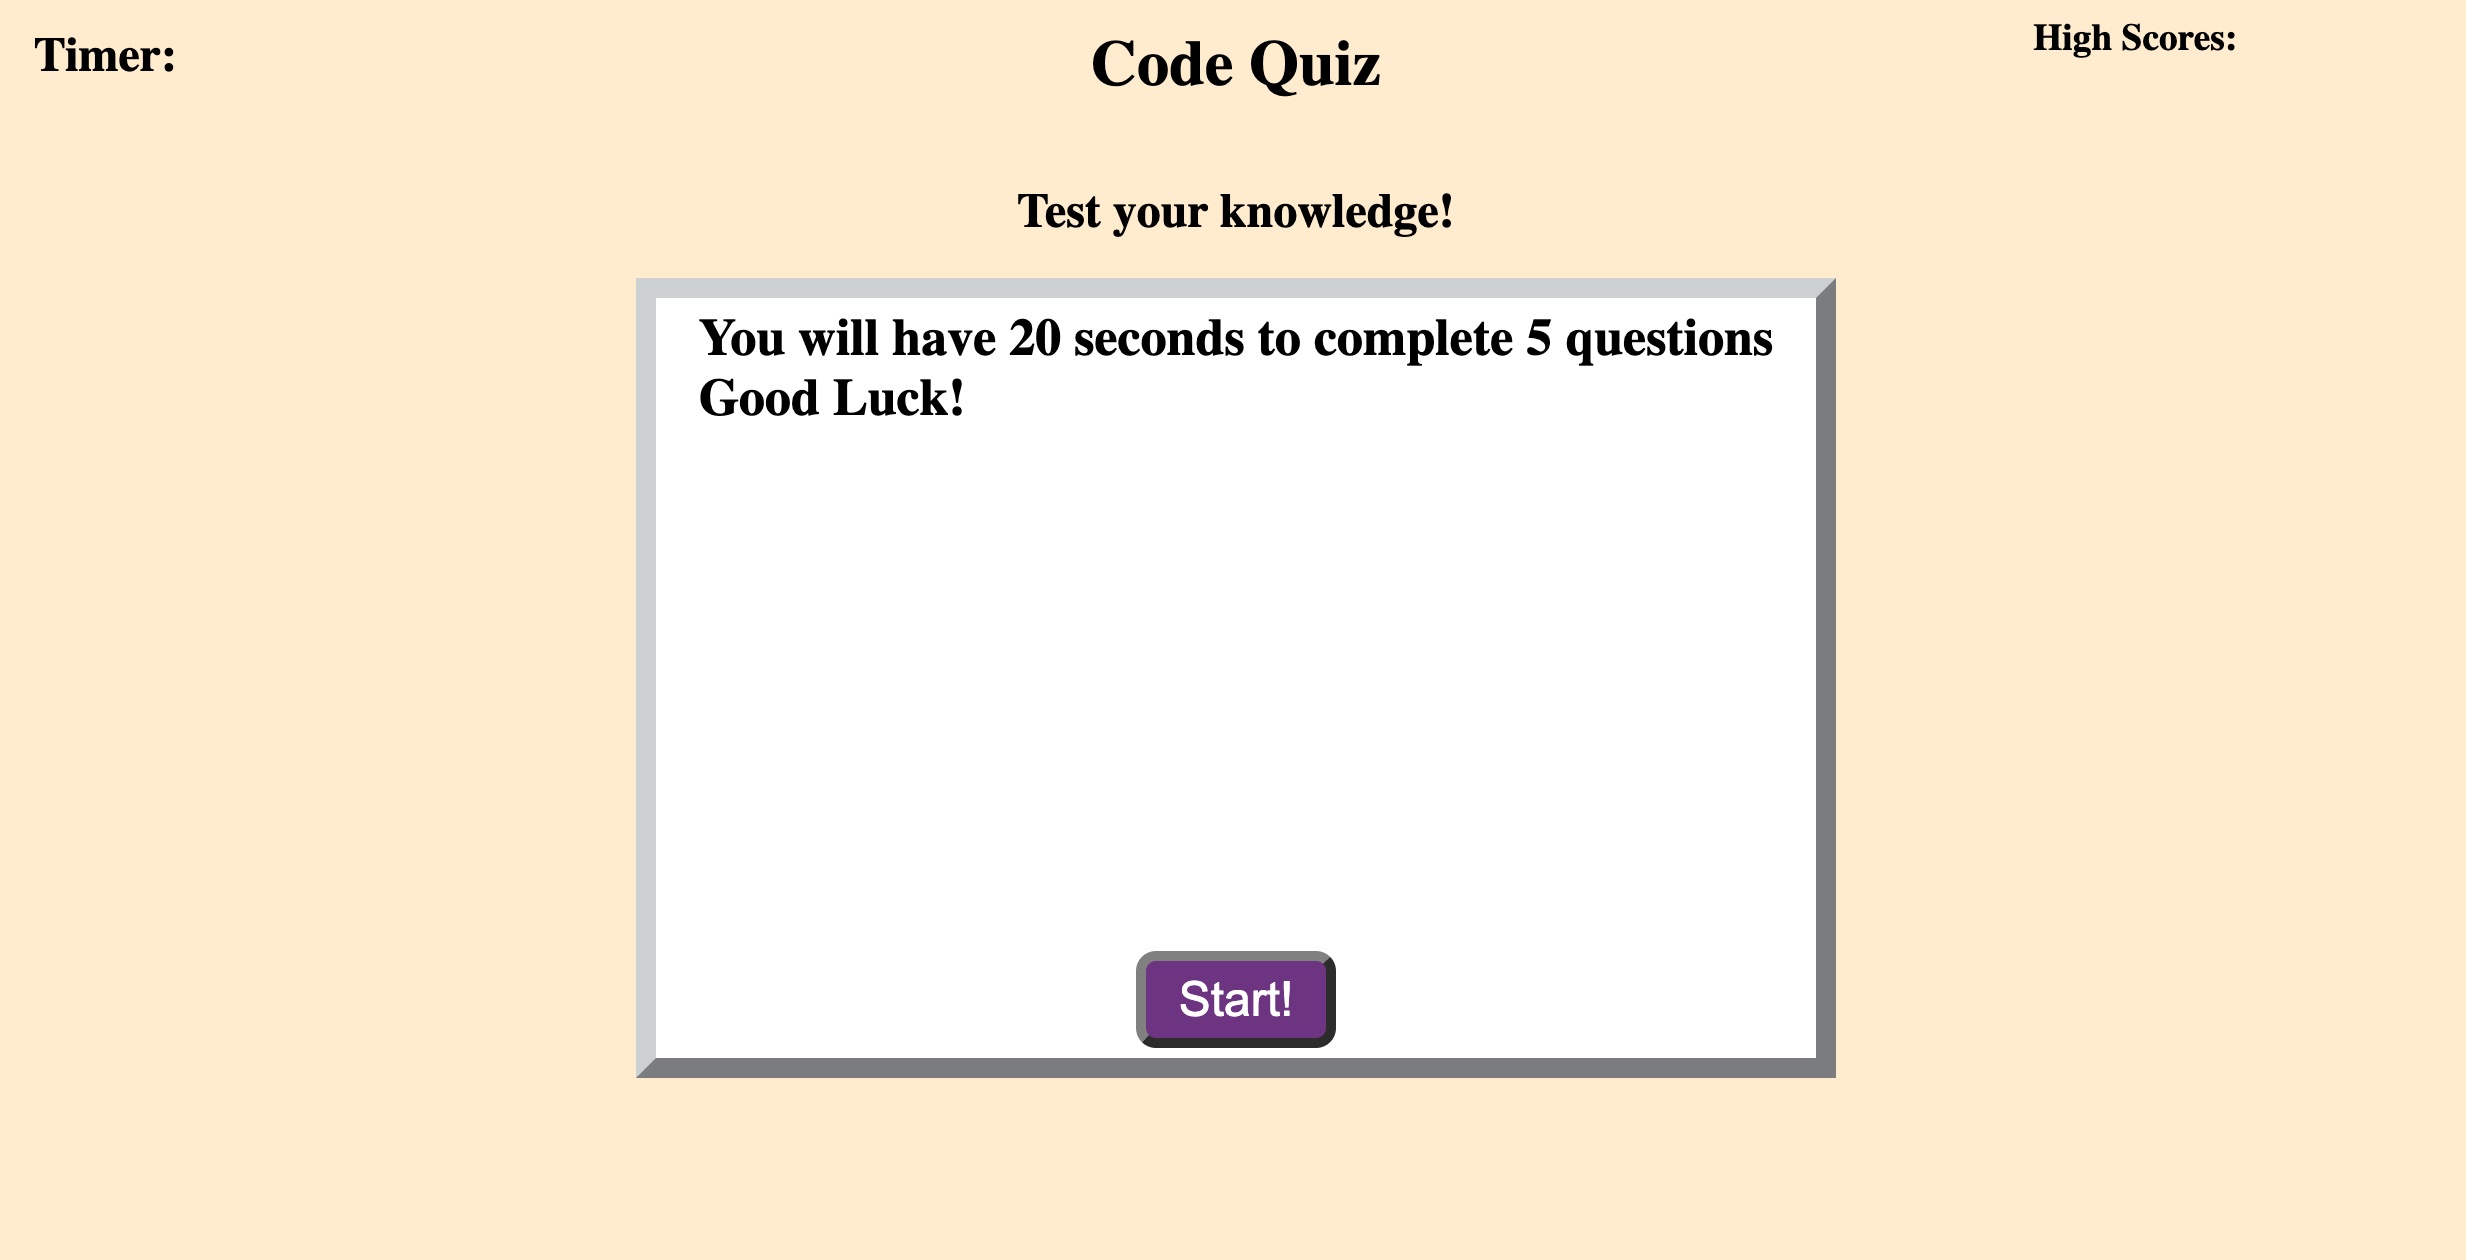 Timer:
Code Quiz
High Scores:
Test your knowledge!
You will have 20 seconds to complete 5 questions
Good Luck!
Start!